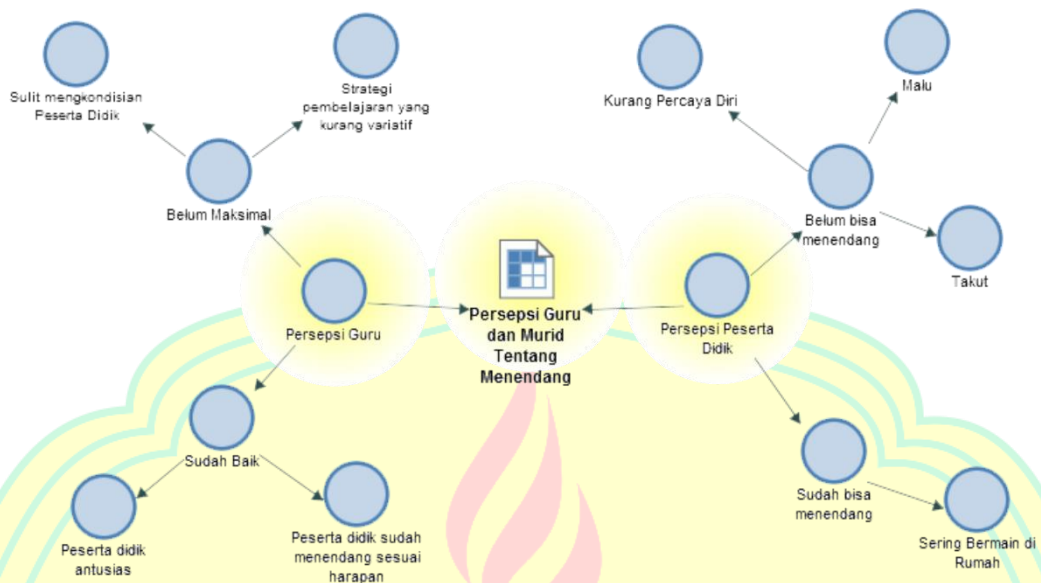 Sulit mengkondisian
Peserta Didik
Strategi
pembelajaran yang
kurang variatif
Kurang Percaya Diri
Malu
Belum Maksimal
Belum bisa
menendang
Takut
Persepsi Guru
Persepsi Guru
dan Murid
Tentang
Menendang
Persepsi Peserta
Didik
Sudah Baik
Sudah bisa
menendang
Peserta didik
antusias
Peserta didik sudah
menendang sesuai
harapan
Sering Bermain di
Rumah